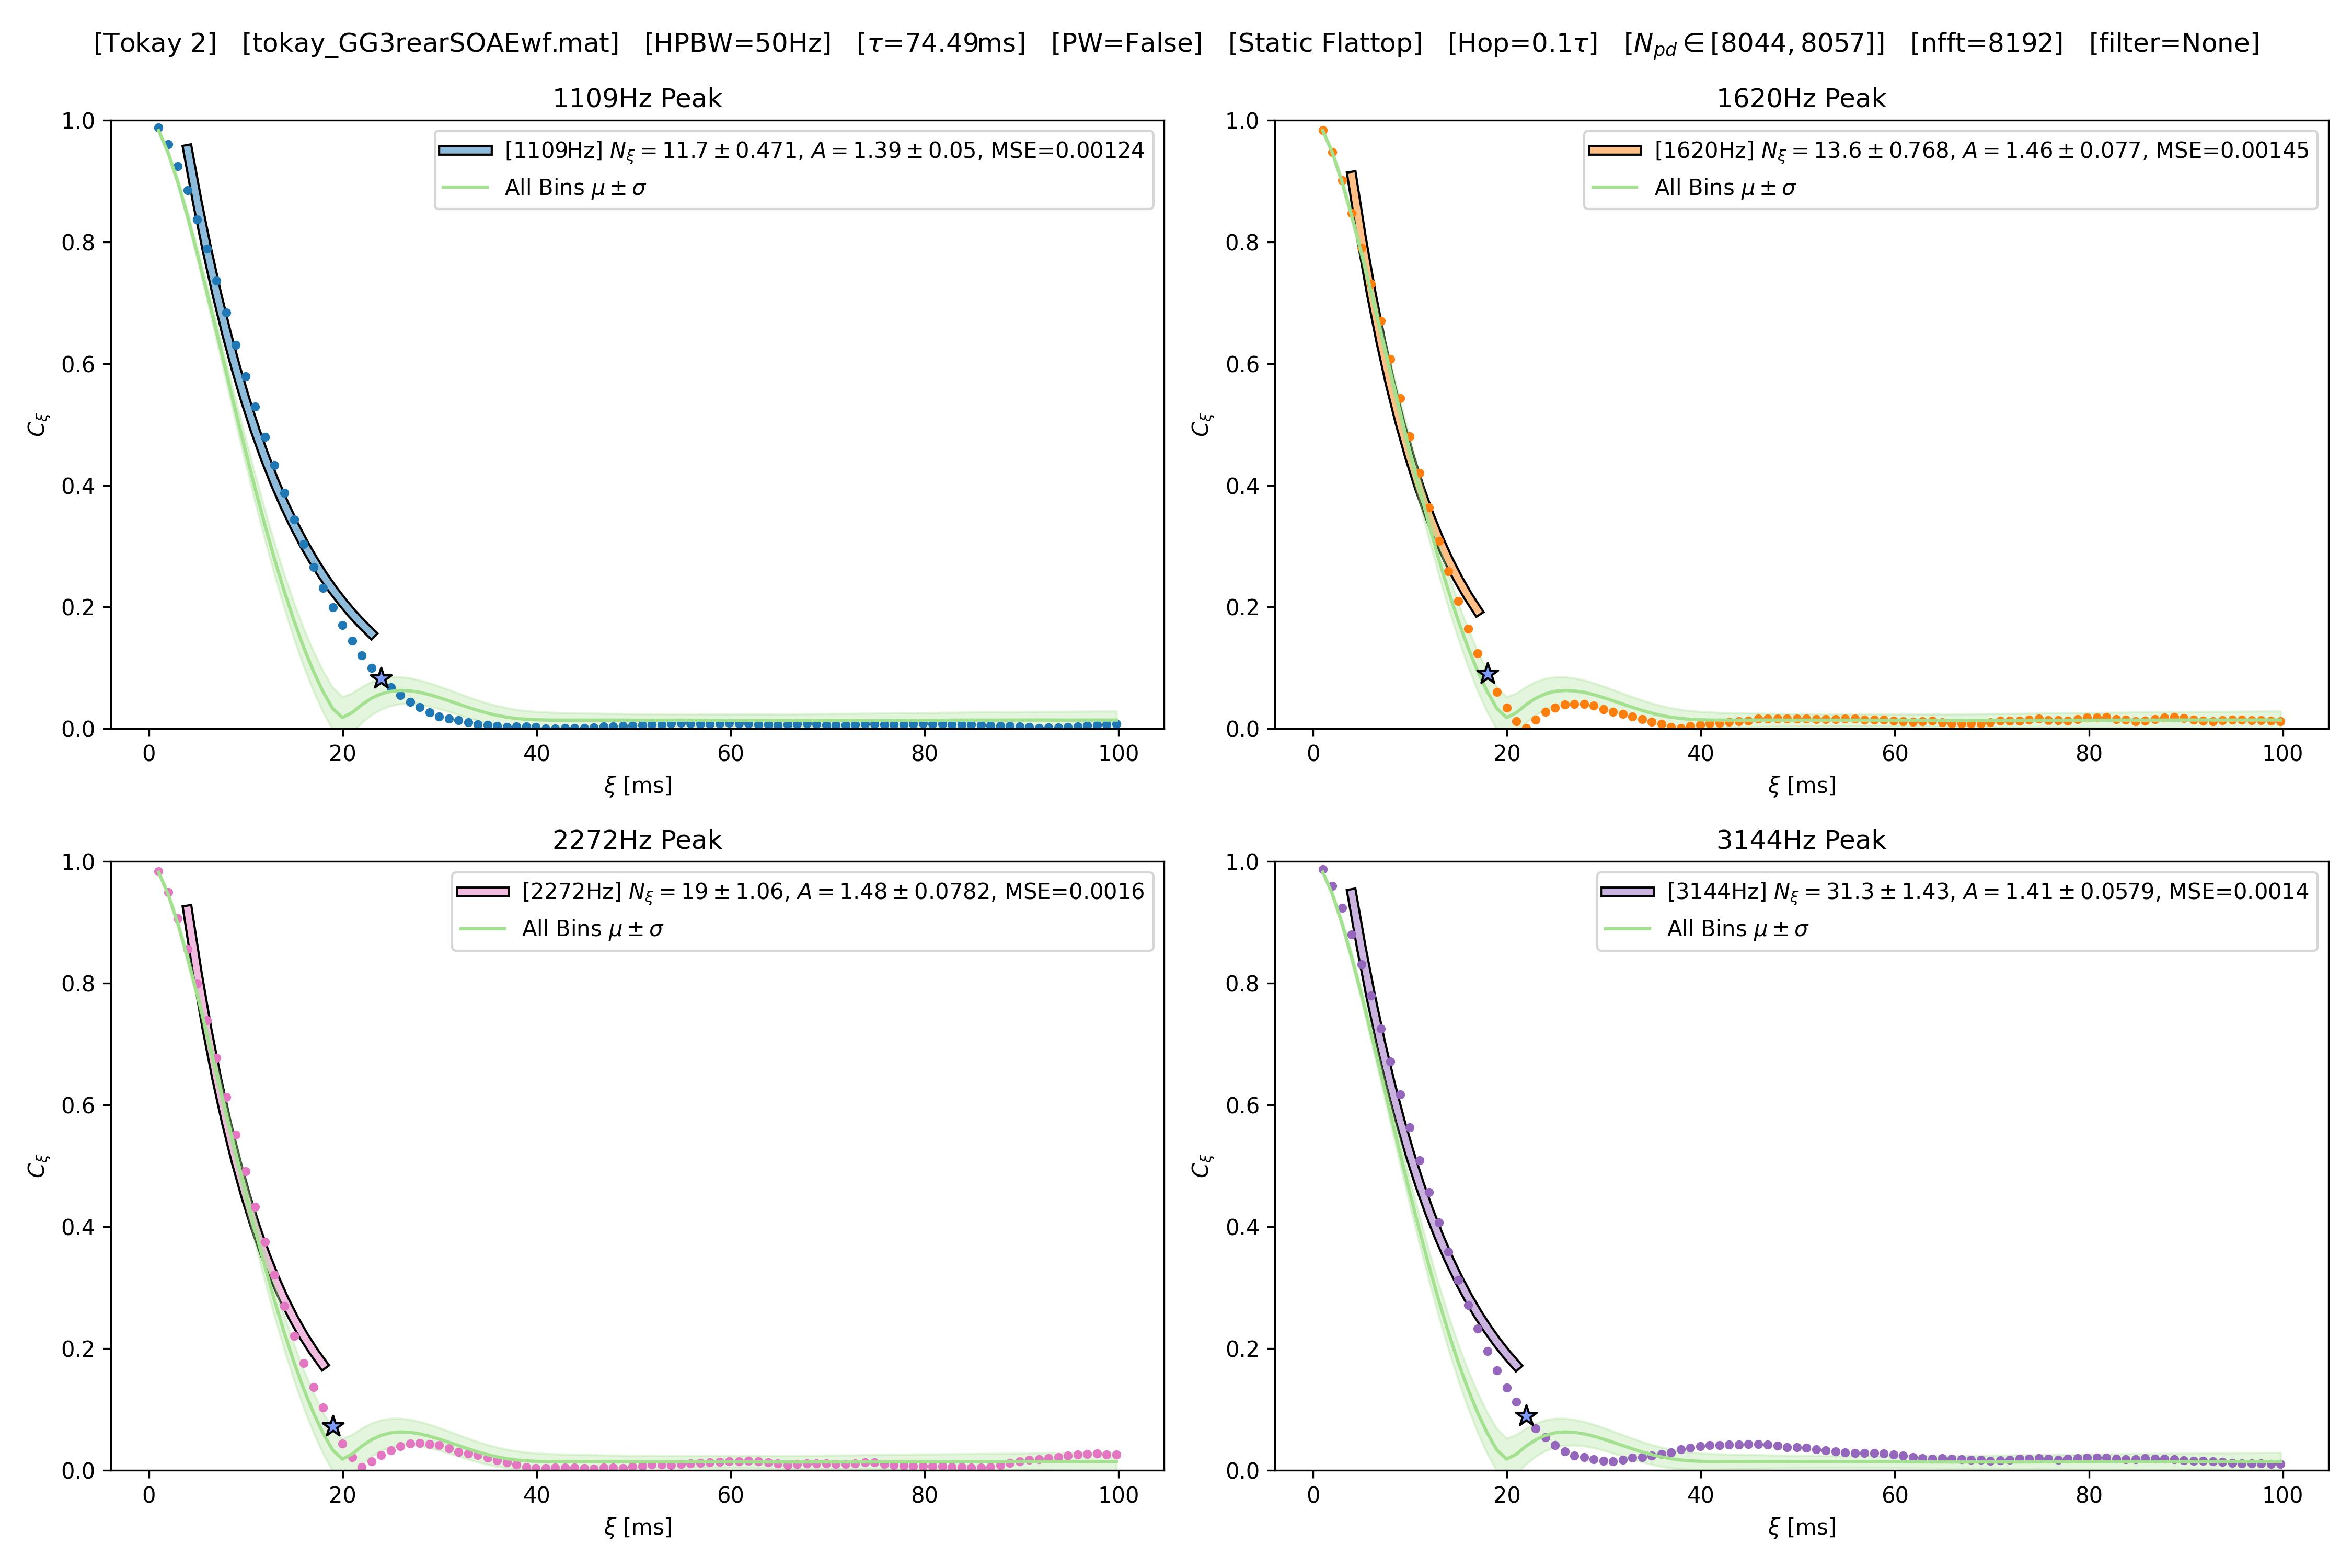 [Tokay 2] [tokay_GG3rearSOAEwf.mat] [HPBW=50Hz] [τ=74.49ms] [PW=False] [Static Flattop] [Hop=0.1τ] [N_pd ∈ [8044, 8057]] [nfft=8192] [filter=None]
1109Hz Peak
[1109Hz] N_ξ = 11.7 ± 0.471, A = 1.39 ± 0.05, MSE=0.00124
All Bins μ ± σ
C_ξ
1.0
0.8
0.6
0.4
0.2
0.0
0 20 40 60 80 100
ξ [ms]
1620Hz Peak
[1620Hz] N_ξ = 13.6 ± 0.768, A = 1.46 ± 0.077, MSE=0.00145
All Bins μ ± σ
C_ξ
1.0
0.8
0.6
0.4
0.2
0.0
0 20 40 60 80 100
ξ [ms]
2272Hz Peak
[2272Hz] N_ξ = 19 ± 1.06, A = 1.48 ± 0.0782, MSE=0.0016
All Bins μ ± σ
C_ξ
1.0
0.8
0.6
0.4
0.2
0.0
0 20 40 60 80 100
ξ [ms]
3144Hz Peak
[3144Hz] N_ξ = 31.3 ± 1.43, A = 1.41 ± 0.0579, MSE=0.0014
All Bins μ ± σ
C_ξ
1.0
0.8
0.6
0.4
0.2
0.0
0 20 40 60 80 100
ξ [ms]